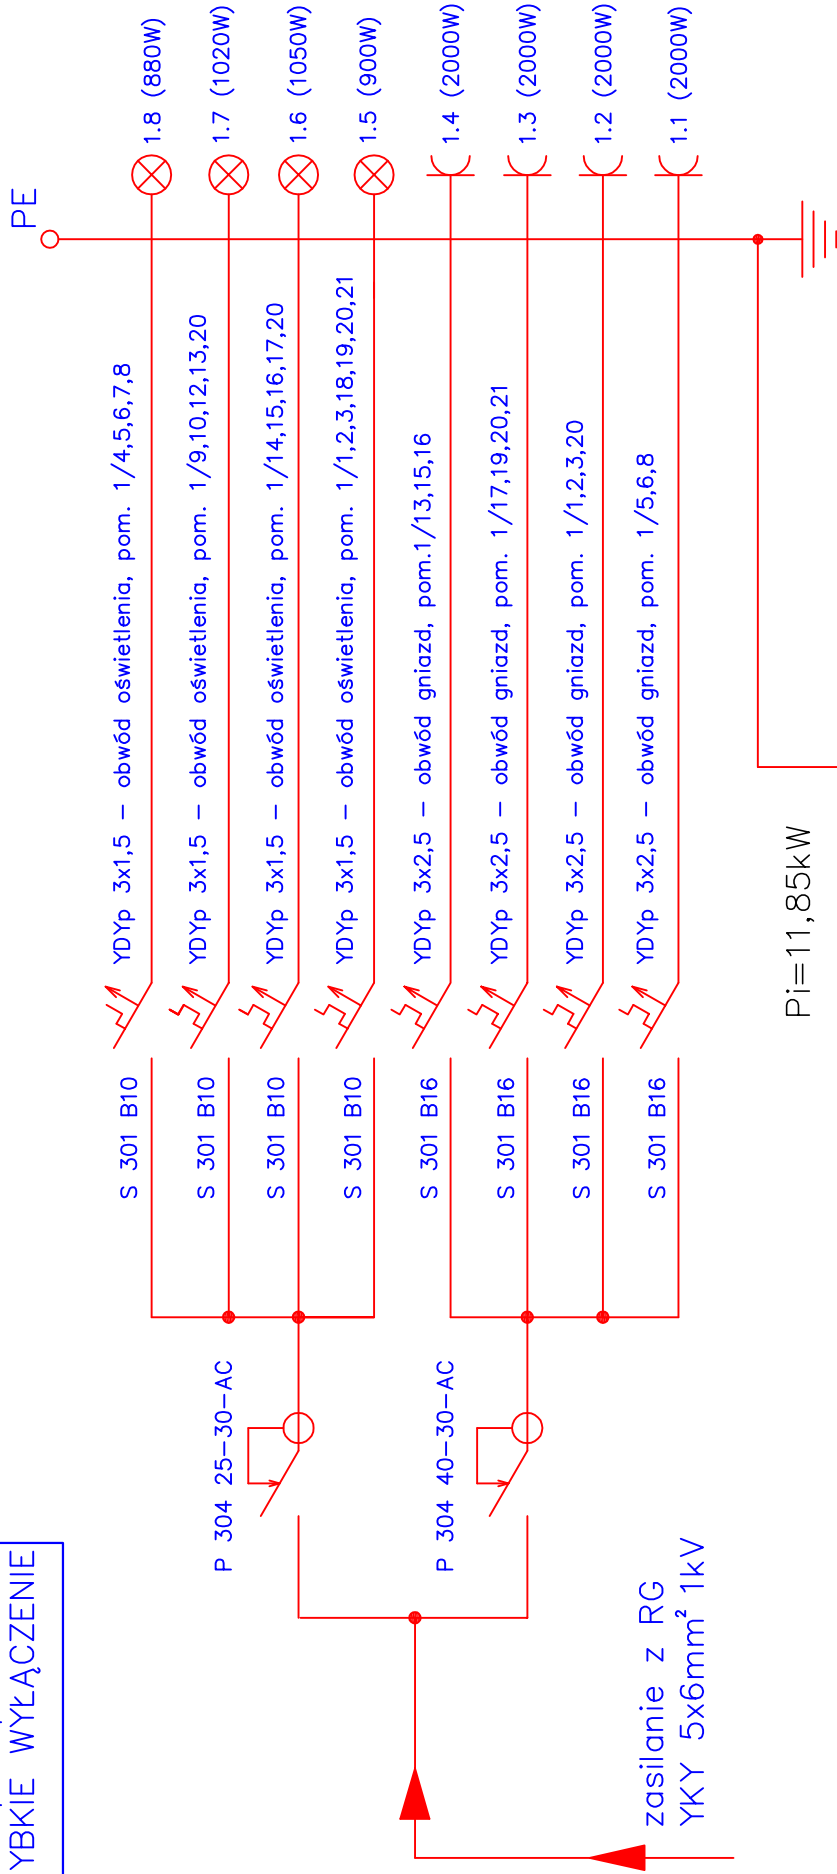 YBKIE WYŁĄCZENIE
PE
S 301 B10
YDYp 3x1,5 – obwód oświetlenia, pom. 1/4,5,6,7,8
1.8 (880W)
S 301 B10
YDYp 3x1,5 – obwód oświetlenia, pom. 1/9,10,12,13,20
1.7 (1020W)
P 304 25-30-AC
S 301 B10
YDYp 3x1,5 – obwód oświetlenia, pom. 1/14,15,16,17,20
1.6 (1050W)
S 301 B10
YDYp 3x1,5 – obwód oświetlenia, pom. 1/1,2,3,18,19,20,21
1.5 (900W)
S 301 B16
YDYp 3x2,5 – obwód gniazd, pom.1/13,15,16
1.4 (2000W)
P 304 40-30-AC
S 301 B16
YDYp 3x2,5 – obwód gniazd, pom. 1/17,19,20,21
1.3 (2000W)
S 301 B16
YDYp 3x2,5 – obwód gniazd, pom. 1/1,2,3,20
1.2 (2000W)
S 301 B16
YDYp 3x2,5 – obwód gniazd, pom. 1/5,6,8
1.1 (2000W)
zasilanie z RG
YKY 5x6mm² 1kV
Pi=11,85kW